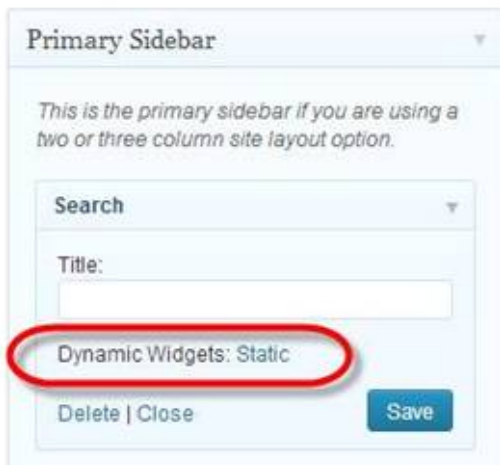 Primary Sidebar
This is the primary sidebar if you are using a
two or three column site layout option.
Search
Title:
Dynamic Widgets: Static
Delete | Close
Save